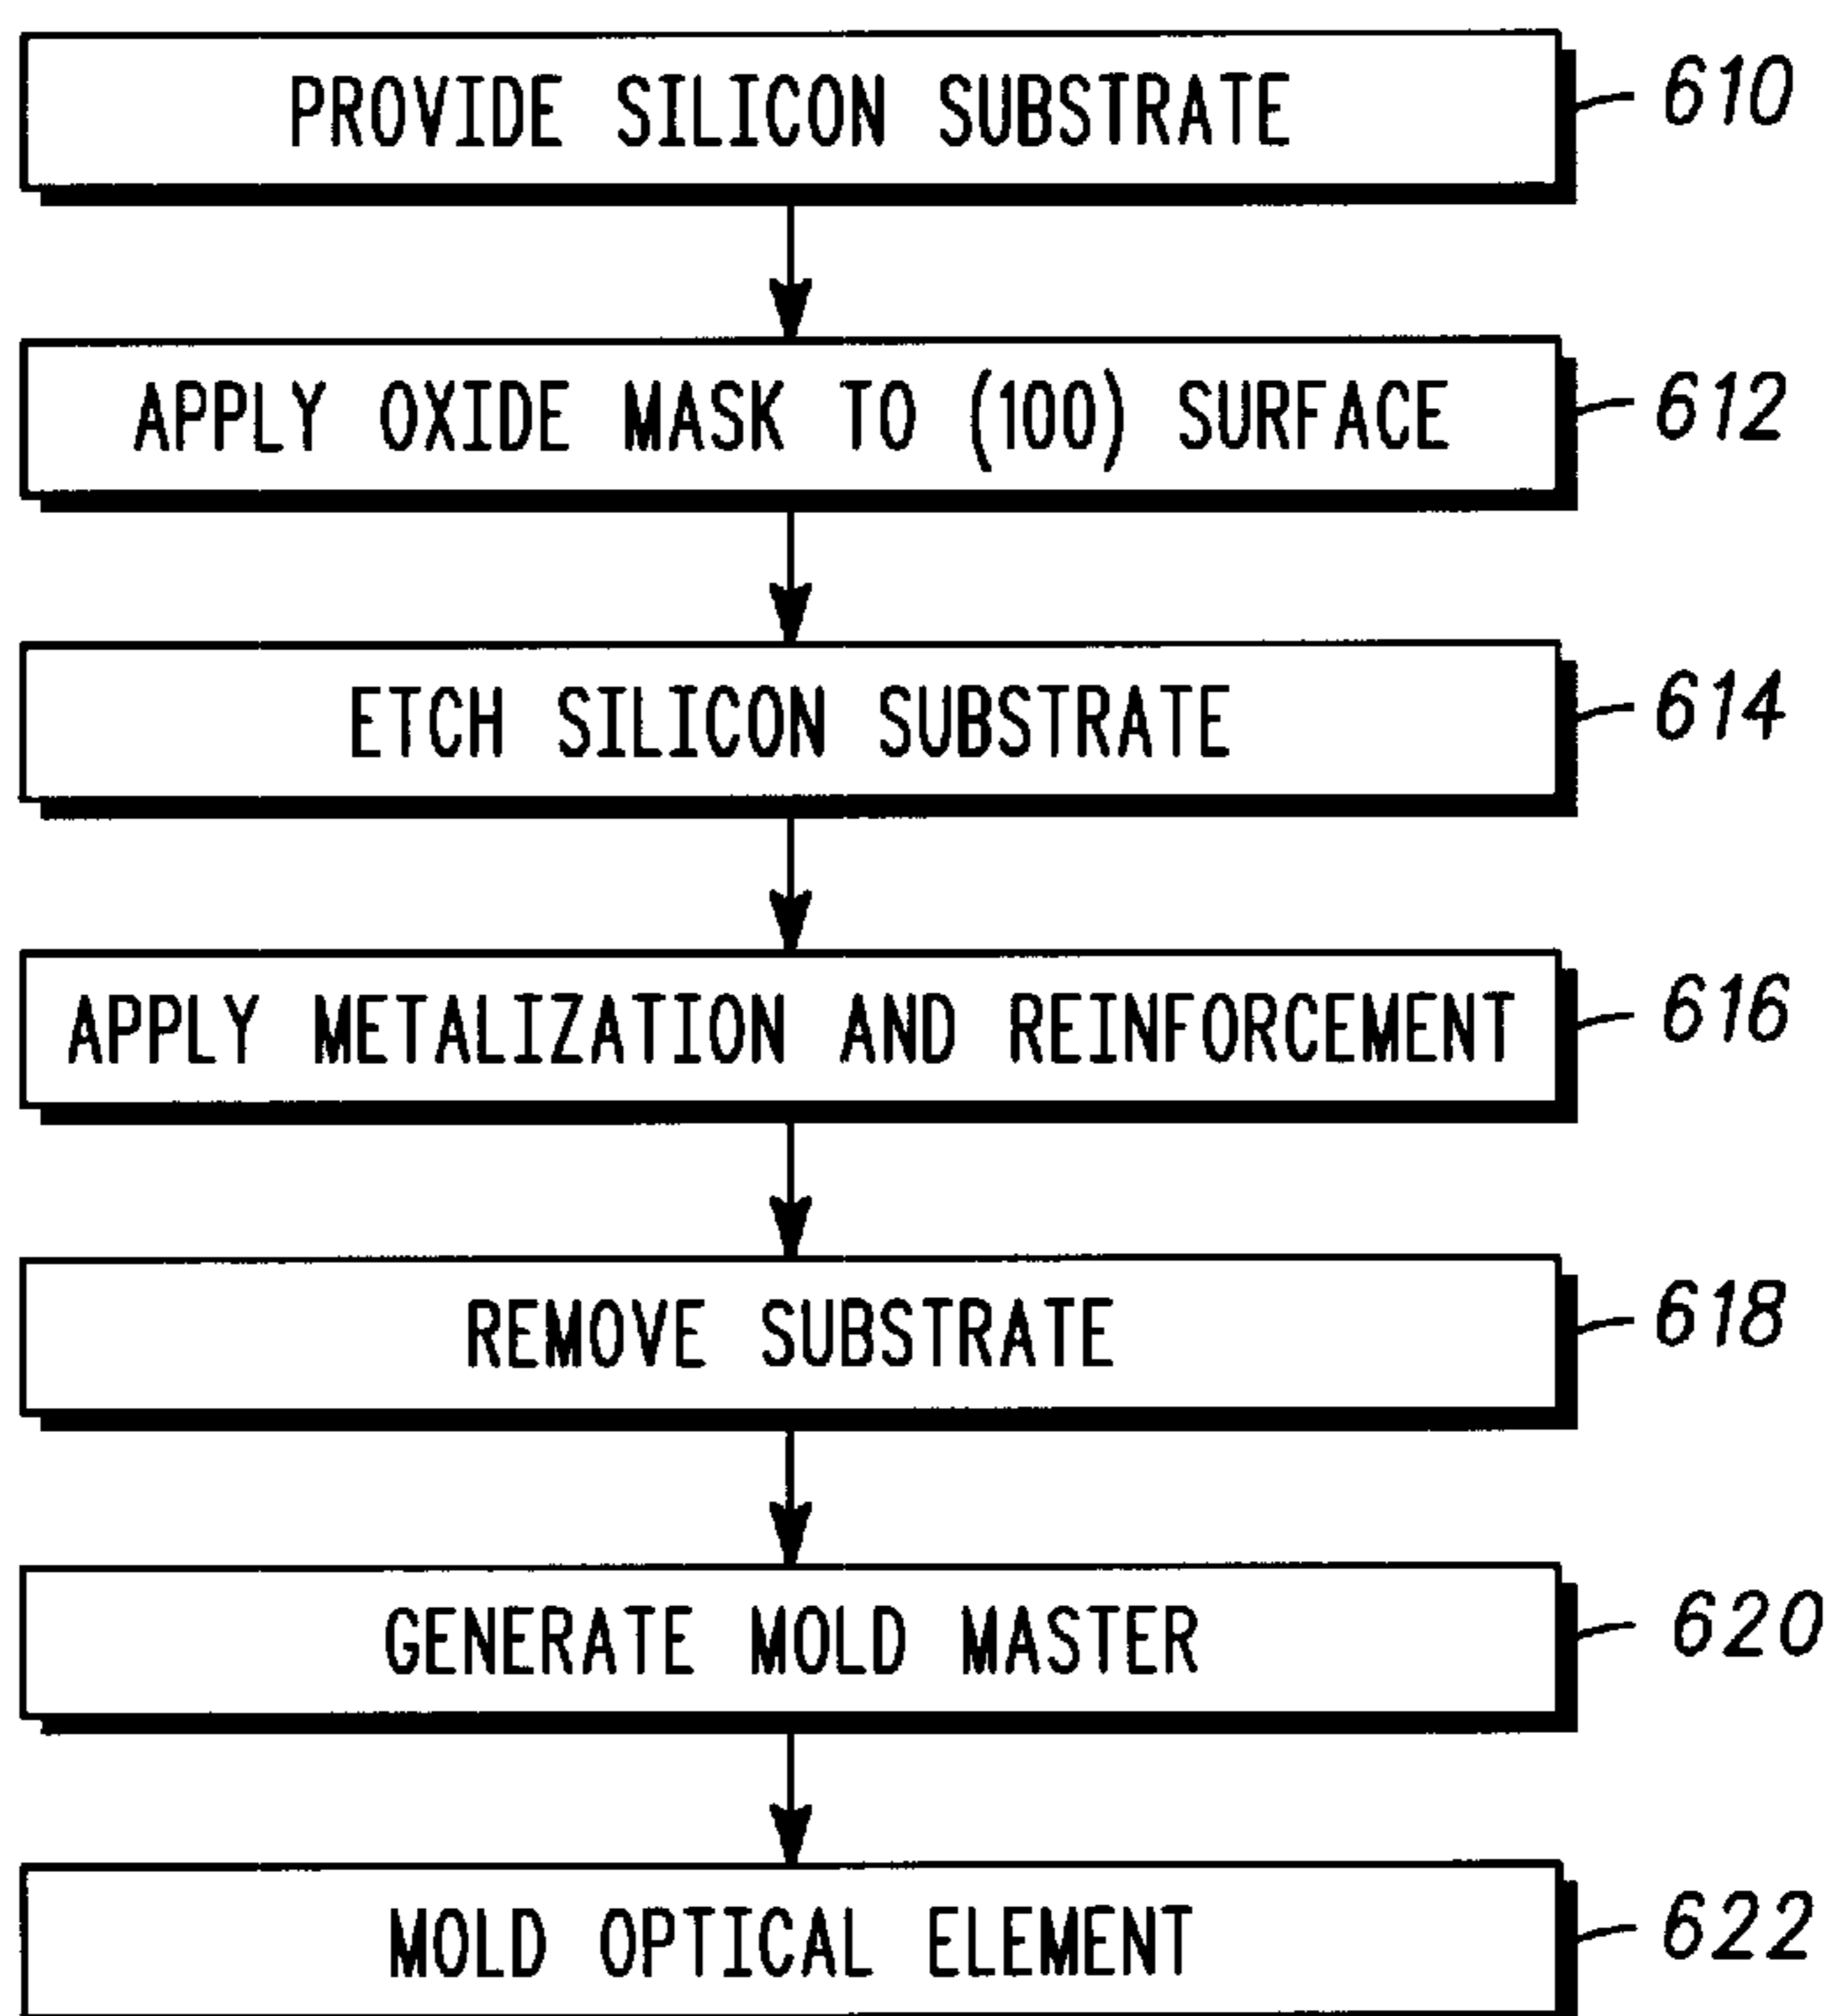 PROVIDE SILICON SUBSTRATE 610
APPLY OXIDE MASK TO (100) SURFACE 612
ETCH SILICON SUBSTRATE 614
APPLY METALIZATION AND REINFORCEMENT 616
REMOVE SUBSTRATE 618
GENERATE MOLD MASTER 620
MOLD OPTICAL ELEMENT 622